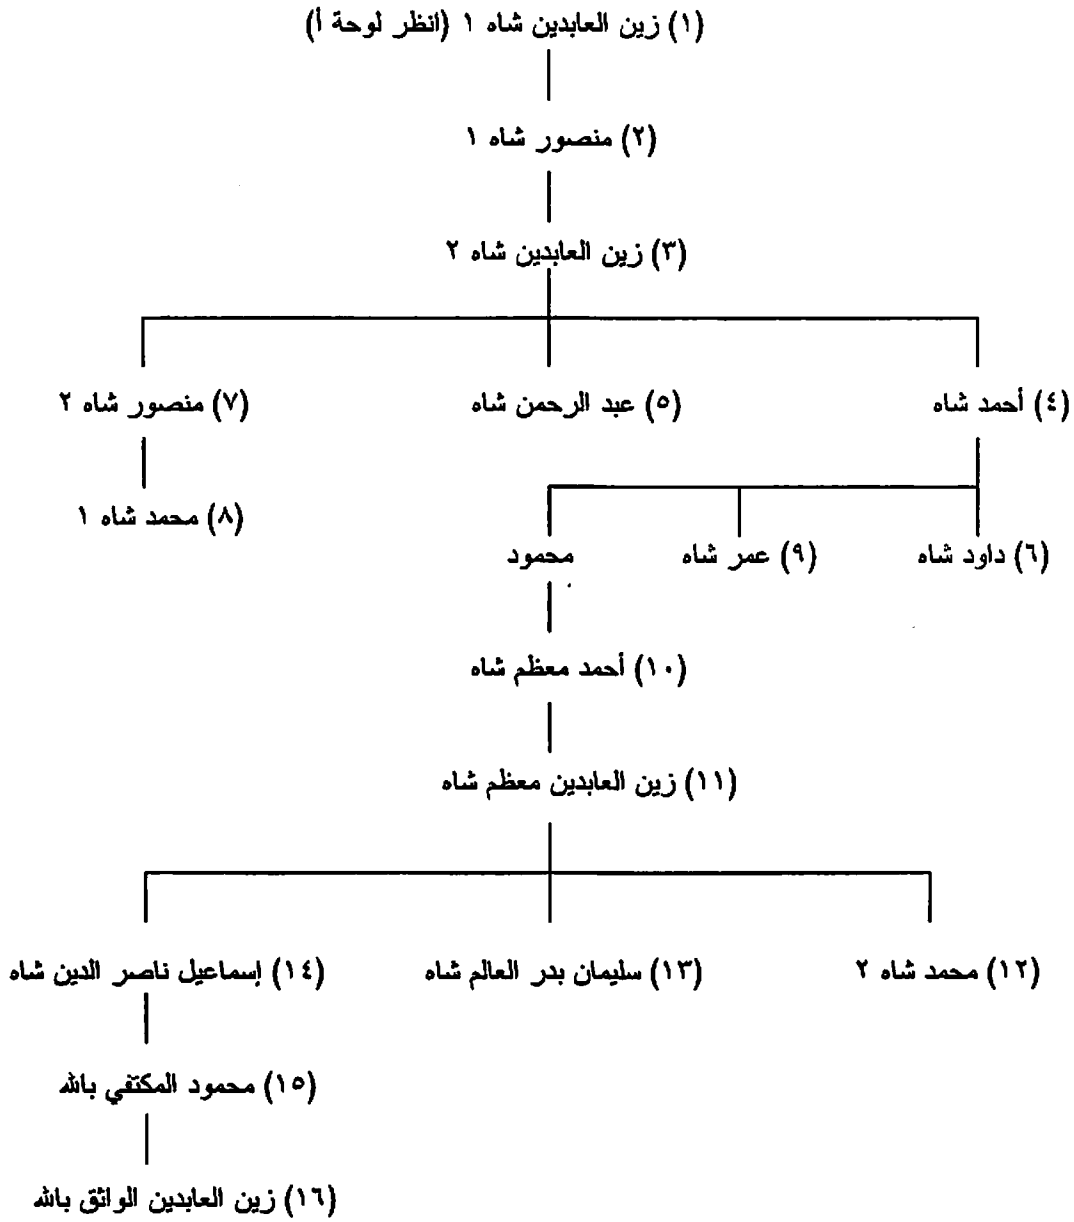 (١) زين العابدين شاه ١ (انظر لوحة أ)
(٢) منصور شاه ١
(٣) زين العابدين شاه ٢
(٤) أحمد شاه
(٥) عبد الرحمن شاه
(٧) منصور شاه ٢
(٨) محمد شاه ١
(٦) داود شاه
(٩) عمر شاه
محمود
(١٠) أحمد معظم شاه
(١١) زين العابدين معظم شاه
(١٢) محمد شاه ٢
(١٣) سليمان بدر العالم شاه
(١٤) إسماعيل ناصر الدين شاه
(١٥) محمود المكتفي بالله
(١٦) زين العابدين الواثق بالله